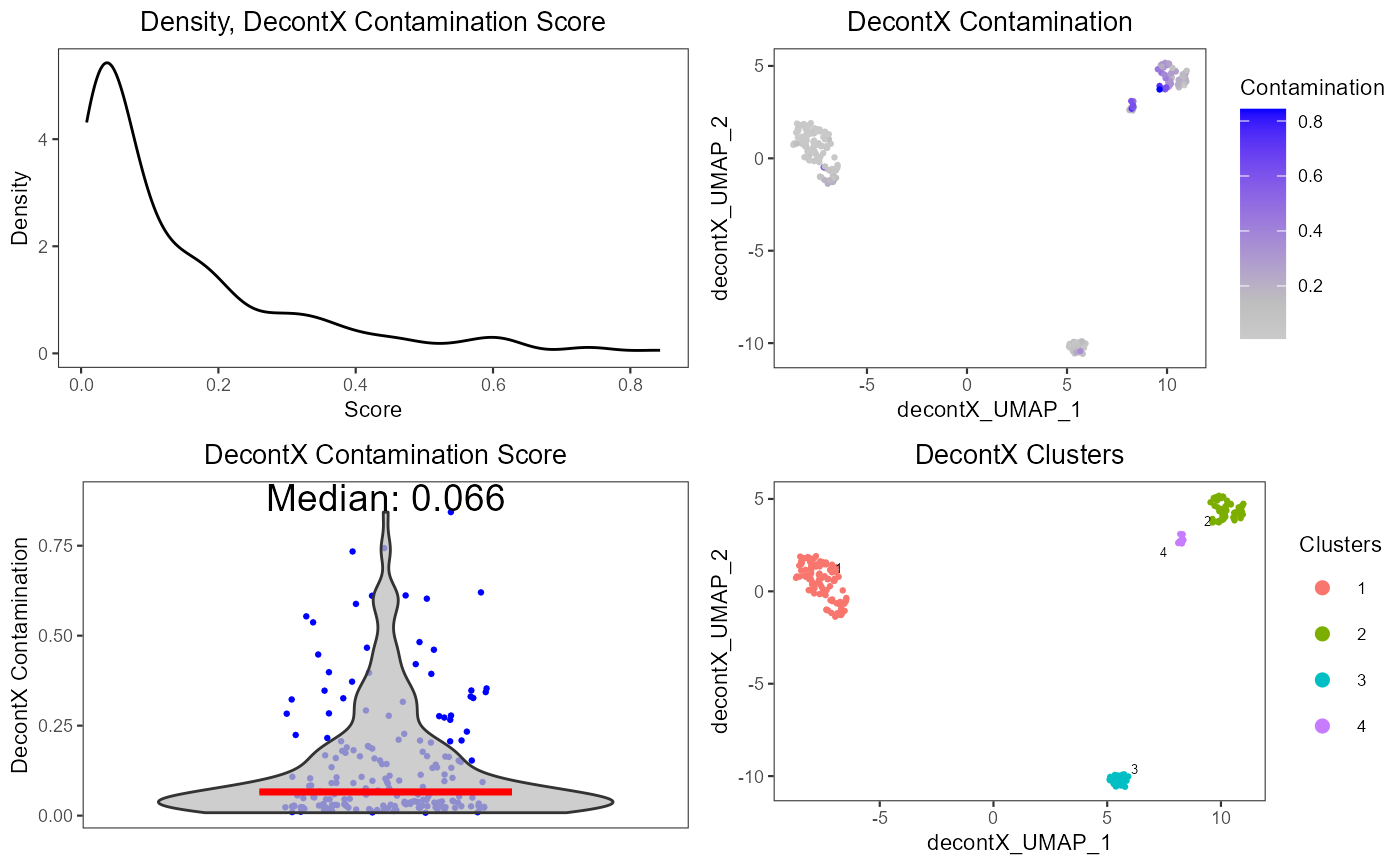 Density, DecontX Contamination Score
Density
4
2
0
0.0 0.2 0.4 0.6 0.8
Score
DecontX Contamination
decontX_UMAP_2
5
0
-5
-10
-5 0 5 10
decontX_UMAP_1
Contamination
0.8
0.6
0.4
0.2
DecontX Contamination Score
Median: 0.066
DecontX Contamination
0.75
0.50
0.25
0.00
DecontX Clusters
decontX_UMAP_2
5
0
-5
-10
2
4
1
3
-5 0 5 10
decontX_UMAP_1
Clusters
1
2
3
4